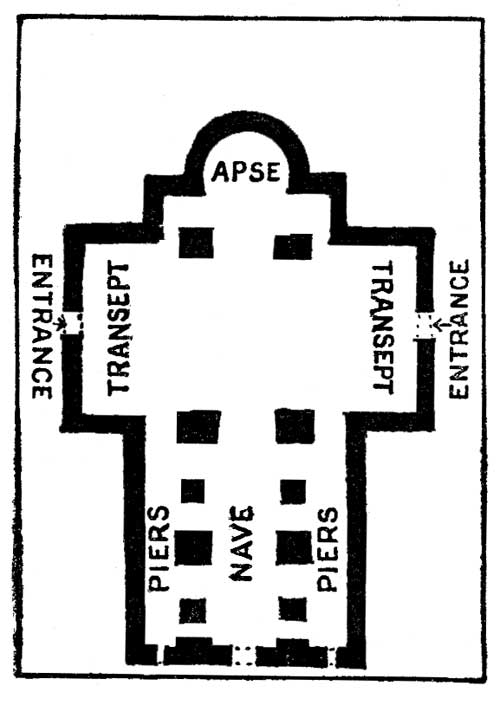 APSE
ENTRANCE
TRANSEPT
TRANSEPT
ENTRANCE
PIERS
NAVE
PIERS